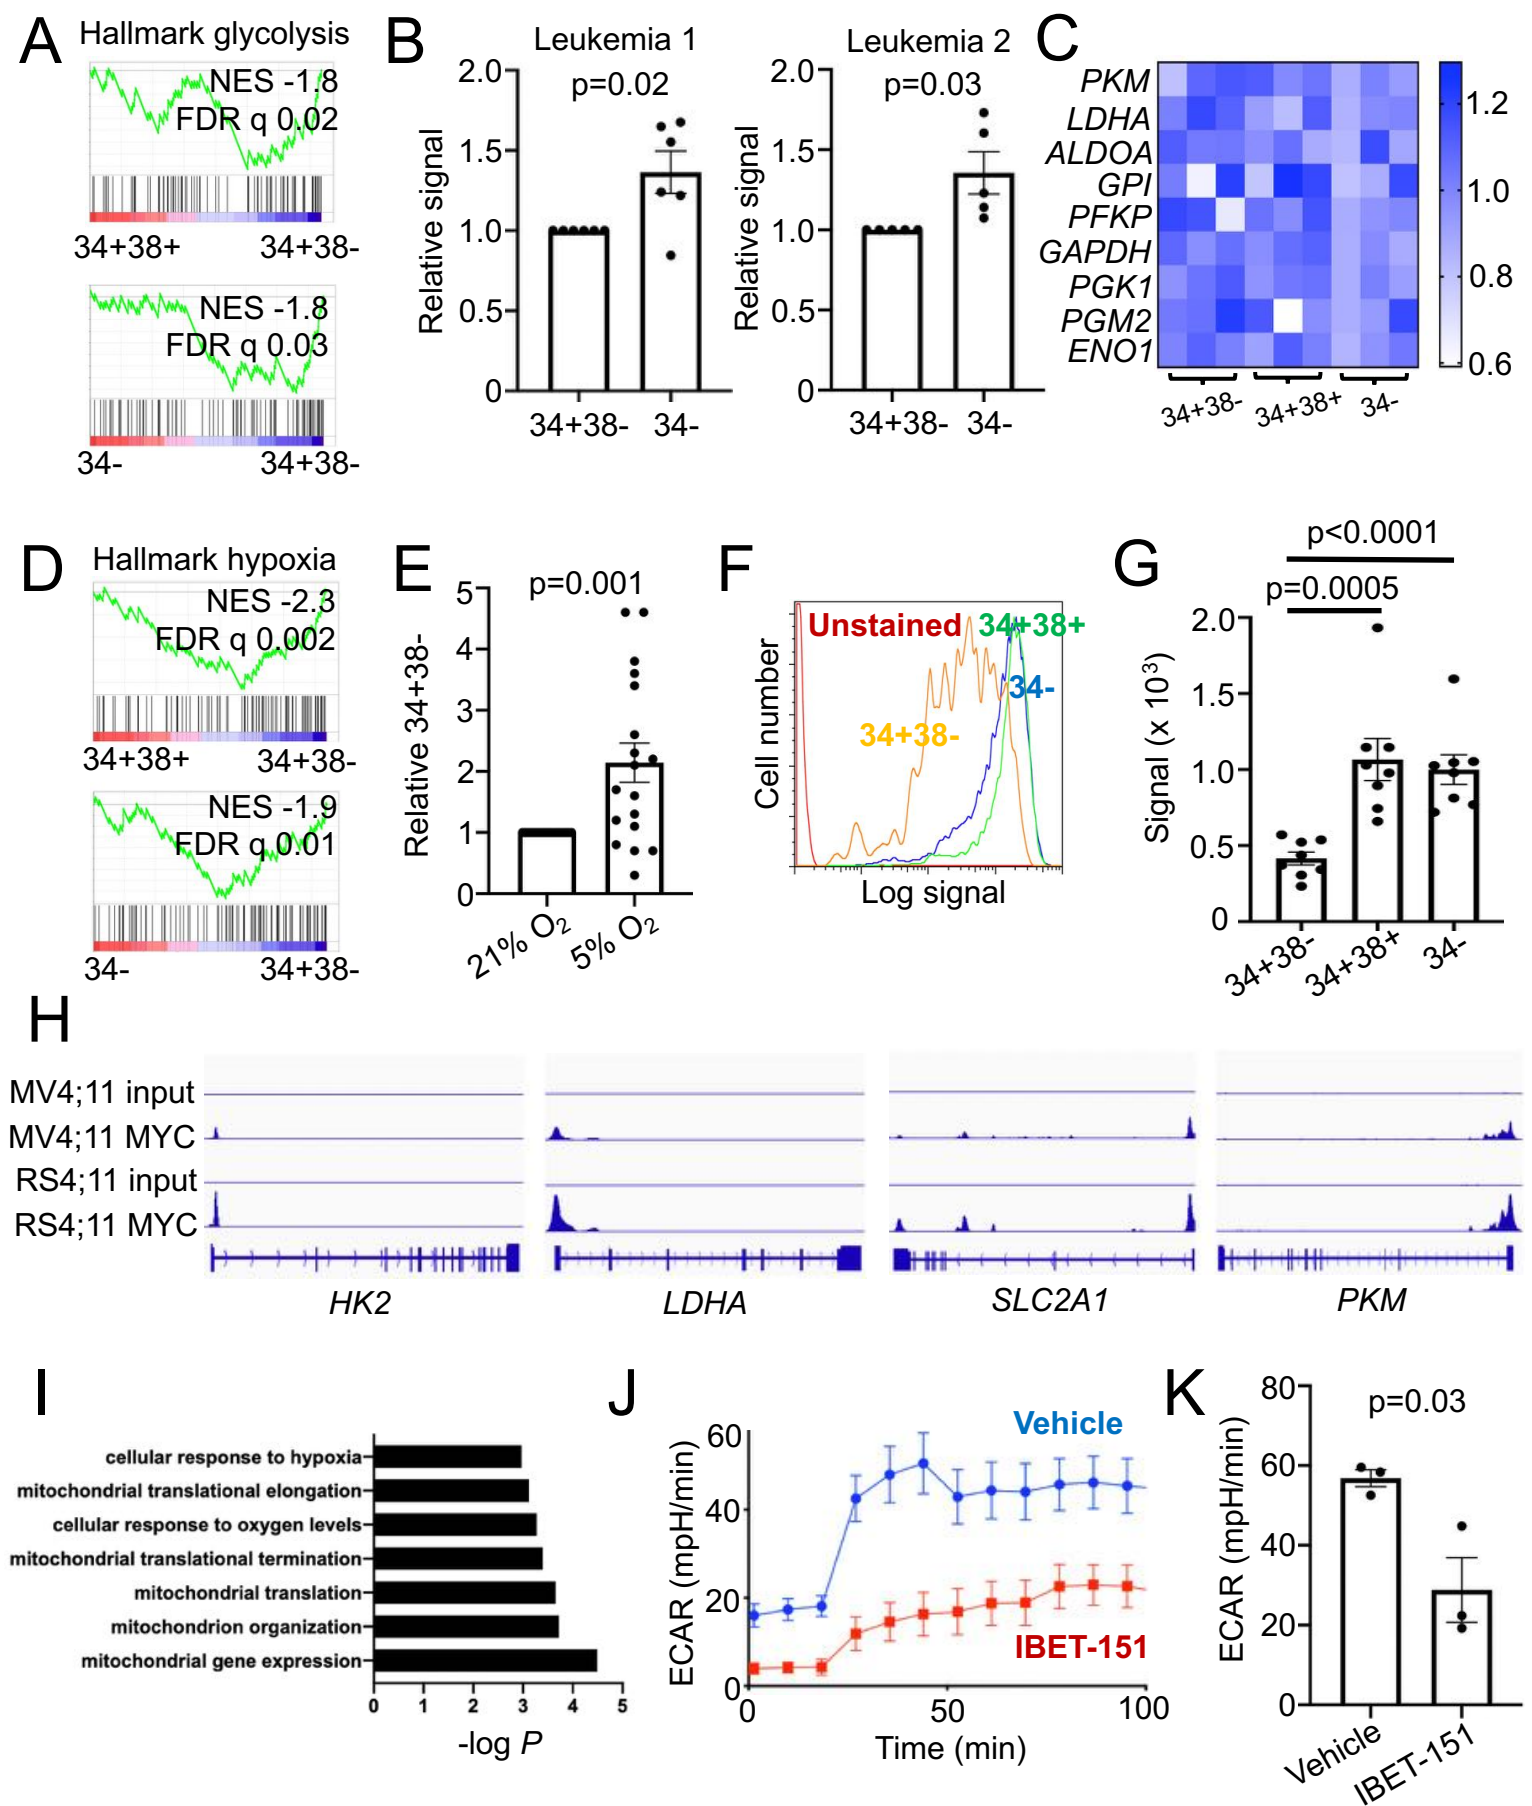 A
Hallmark glycolysis
NES -1.8
FDR q 0.02
34+38+ 34+38-
NES -1.8
FDR q 0.03
34- 34+38-
B
Leukemia 1
p=0.02
Relative signal
2.0
1.5
1.0
0.5
0
34+38- 34-
Leukemia 2
p=0.03
Relative signal
2.0
1.5
1.0
0.5
0
34+38- 34-
C
PKM
LDHA
ALDOA
GPI
PFKP
GAPDH
PGK1
PGM2
ENO1
34+38- 34+38+ 34-
1.2
1.0
0.8
0.6
D
Hallmark hypoxia
NES -2.3
FDR q 0.002
34+38+ 34+38-
NES -1.9
FDR q 0.01
34- 34+38-
E
p=0.001
Relative 34+38-
5
4
3
2
1
0
21% O2 5% O2
F
Unstained 34+38+
34-
34+38-
Cell number
Log signal
G
p<0.0001
p=0.0005
Signal (x 10³)
2.0
1.5
1.0
0.5
0
34+38- 34+38+ 34-
H
MV4;11 input
MV4;11 MYC
RS4;11 input
RS4;11 MYC
HK2 LDHA SLC2A1 PKM
I
cellular response to hypoxia
mitochondrial translational elongation
cellular response to oxygen levels
mitochondrial translational termination
mitochondrial translation
mitochondrion organization
mitochondrial gene expression
0 1 2 3 4 5
-log P
J
Vehicle
IBET-151
ECAR (mpH/min)
60
40
20
0
0 50 100
Time (min)
K
p=0.03
ECAR (mpH/min)
80
60
40
20
0
Vehicle IBET-151